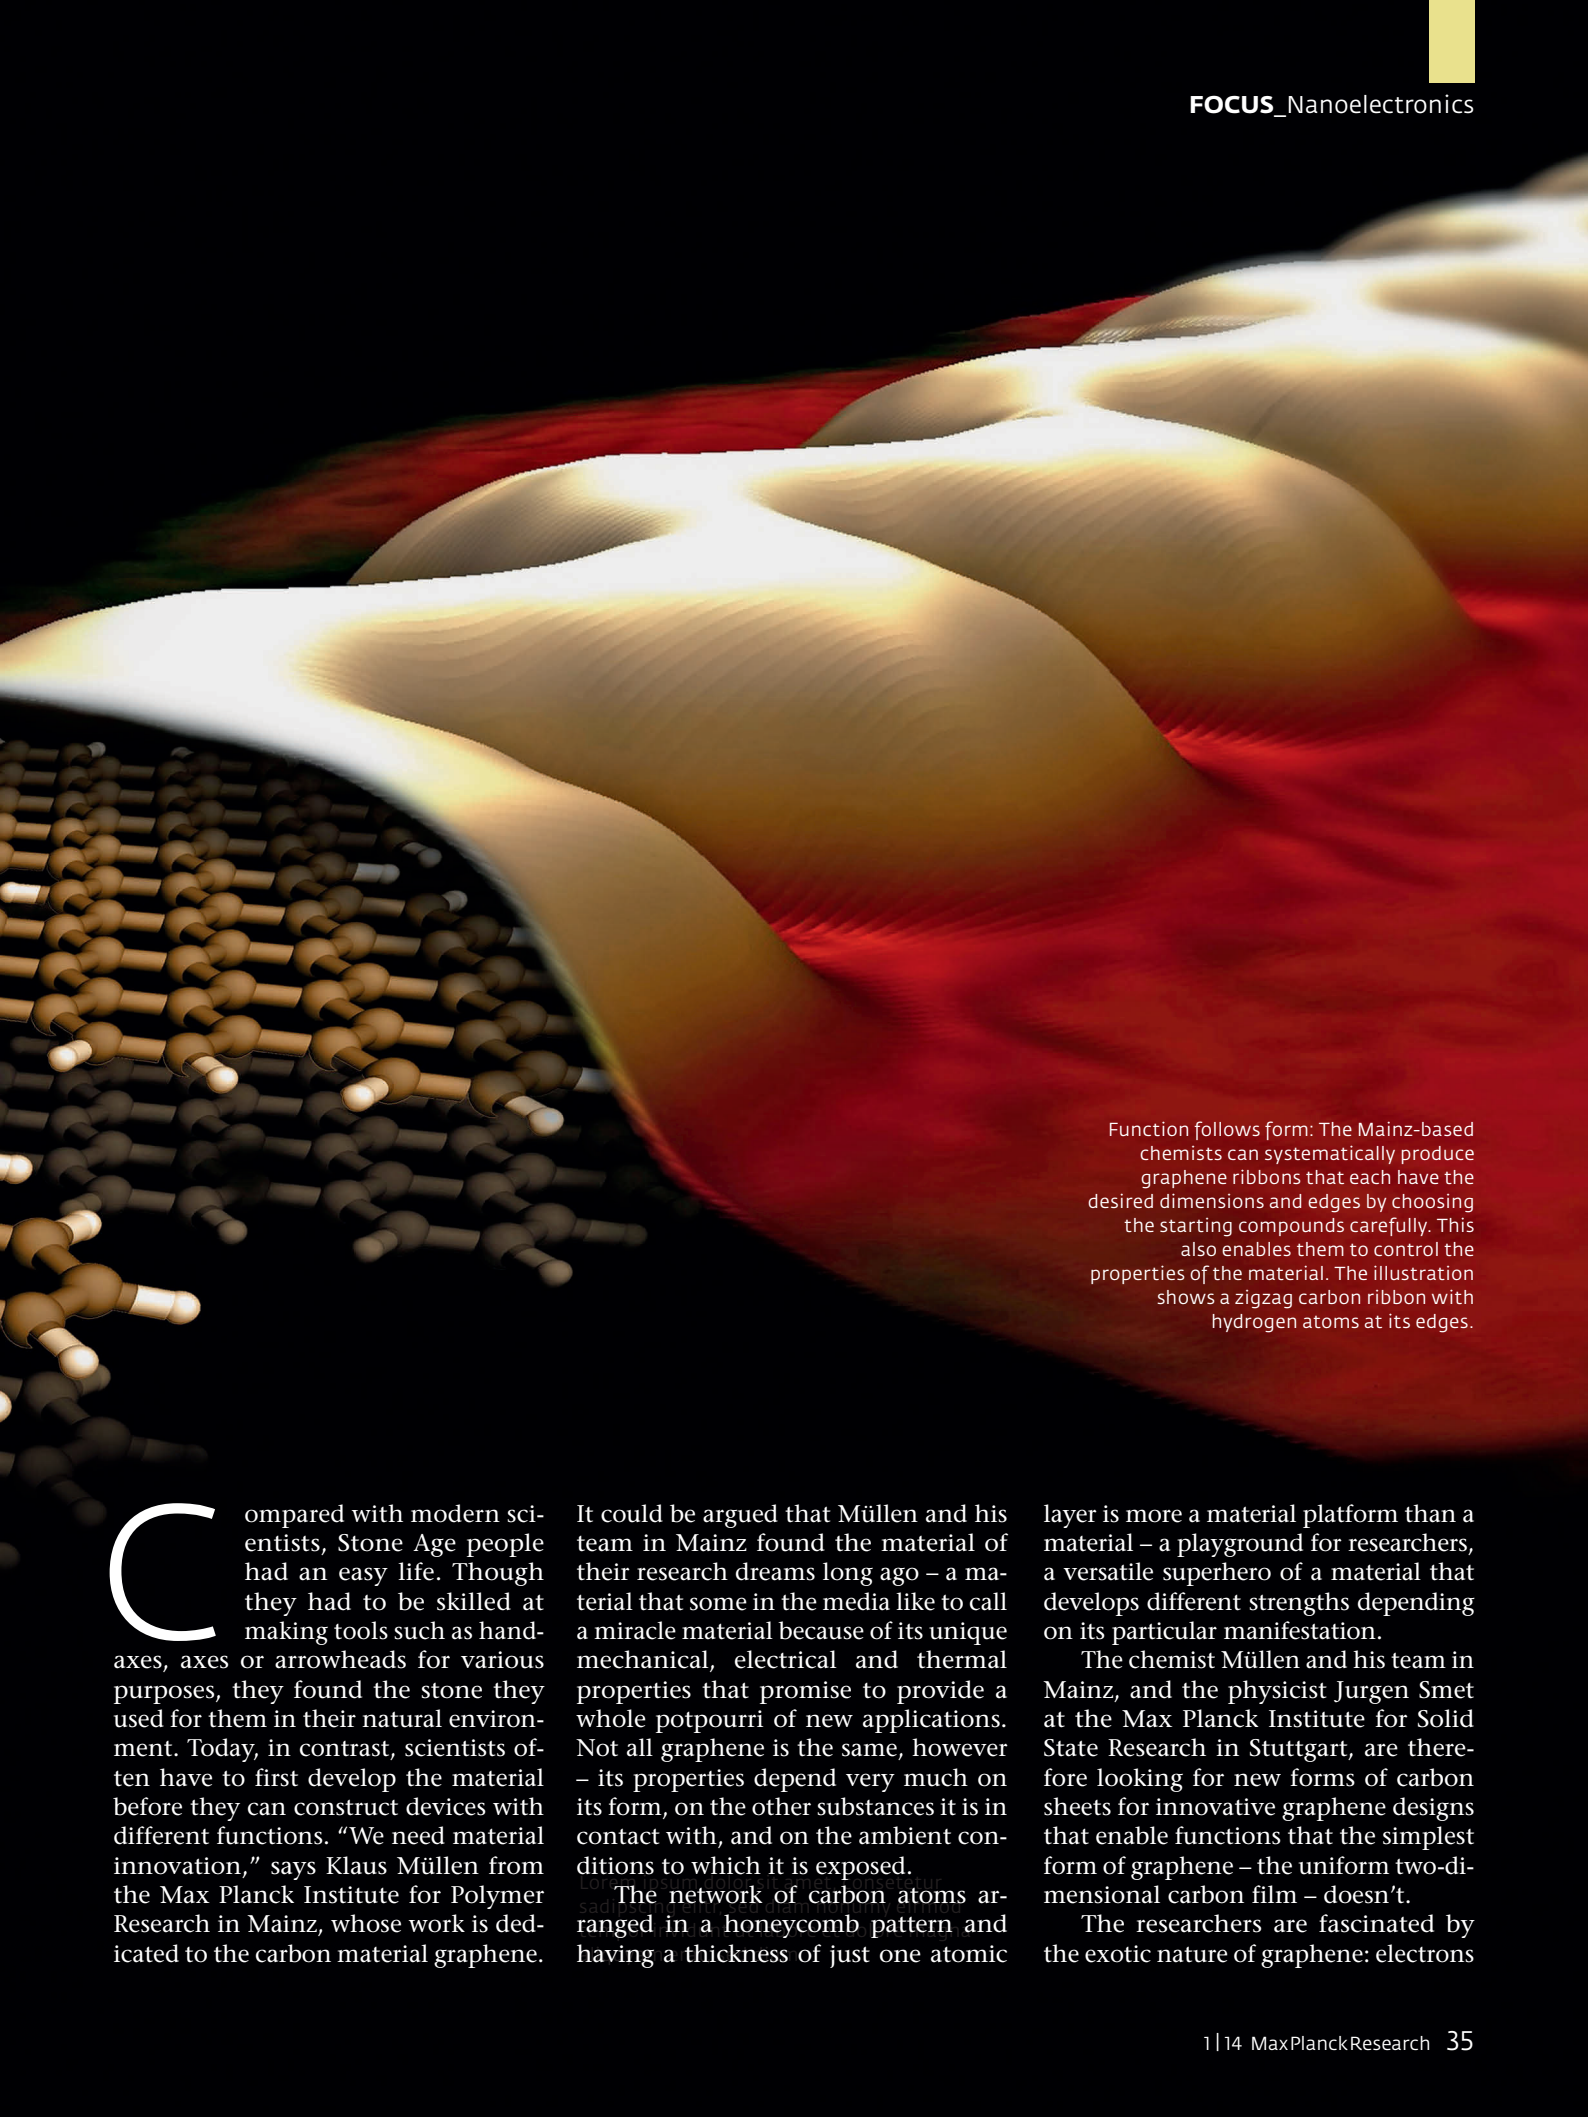 FOCUS_Nanoelectronics
Function follows form: The Mainz-based
chemists can systematically produce
graphene ribbons that each have the
desired dimensions and edges by choosing
the starting compounds carefully. This
also enables them to control the
properties of the material. The illustration
shows a zigzag carbon ribbon with
hydrogen atoms at its edges.
Compared with modern sci-
entists, Stone Age people
had an easy life. Though
they had to be skilled at
making tools such as hand-
axes, axes or arrowheads for various
purposes, they found the stone they
used for them in their natural environ-
ment. Today, in contrast, scientists of-
ten have to first develop the material
before they can construct devices with
different functions. “We need material
innovation,” says Klaus Müllen from
the Max Planck Institute for Polymer
Research in Mainz, whose work is ded-
icated to the carbon material graphene.
It could be argued that Müllen and his
team in Mainz found the material of
their research dreams long ago – a ma-
terial that some in the media like to call
a miracle material because of its unique
mechanical, electrical and thermal
properties that promise to provide a
whole potpourri of new applications.
Not all graphene is the same, however
– its properties depend very much on
its form, on the other substances it is in
contact with, and on the ambient con-
ditions to which it is exposed.
Lorem ipsum dolor sit amet, consetetur
The network of carbon atoms ar-
sadipscing elitr, sed diam nonumy eirmod
ranged in a honeycomb pattern and
having a thickness of just one atomic
layer is more a material platform than a
material – a playground for researchers,
a versatile superhero of a material that
develops different strengths depending
on its particular manifestation.
The chemist Müllen and his team in
Mainz, and the physicist Jurgen Smet
at the Max Planck Institute for Solid
State Research in Stuttgart, are there-
fore looking for new forms of carbon
sheets for innovative graphene designs
that enable functions that the simplest
form of graphene – the uniform two-di-
mensional carbon film – doesn’t.
The researchers are fascinated by
the exotic nature of graphene: electrons
1|14 MaxPlanckResearch 35